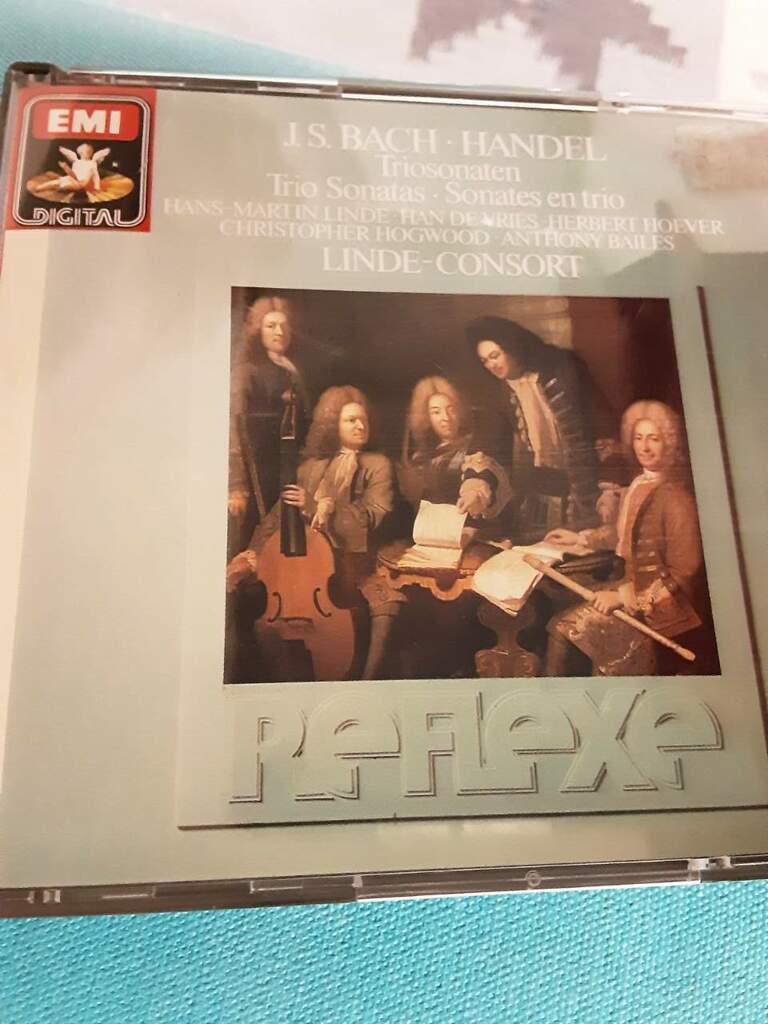 EMI
DIGITAL
J.S. BACH · HANDEL
Triosonaten
Trio Sonatas · Sonates en trio
HANS-MARTIN LINDE · HAN DE VRIES · HERBERT HOEVER
CHRISTOPHER HOGWOOD · ANTHONY BAILES
LINDE-CONSORT
REFLEXE